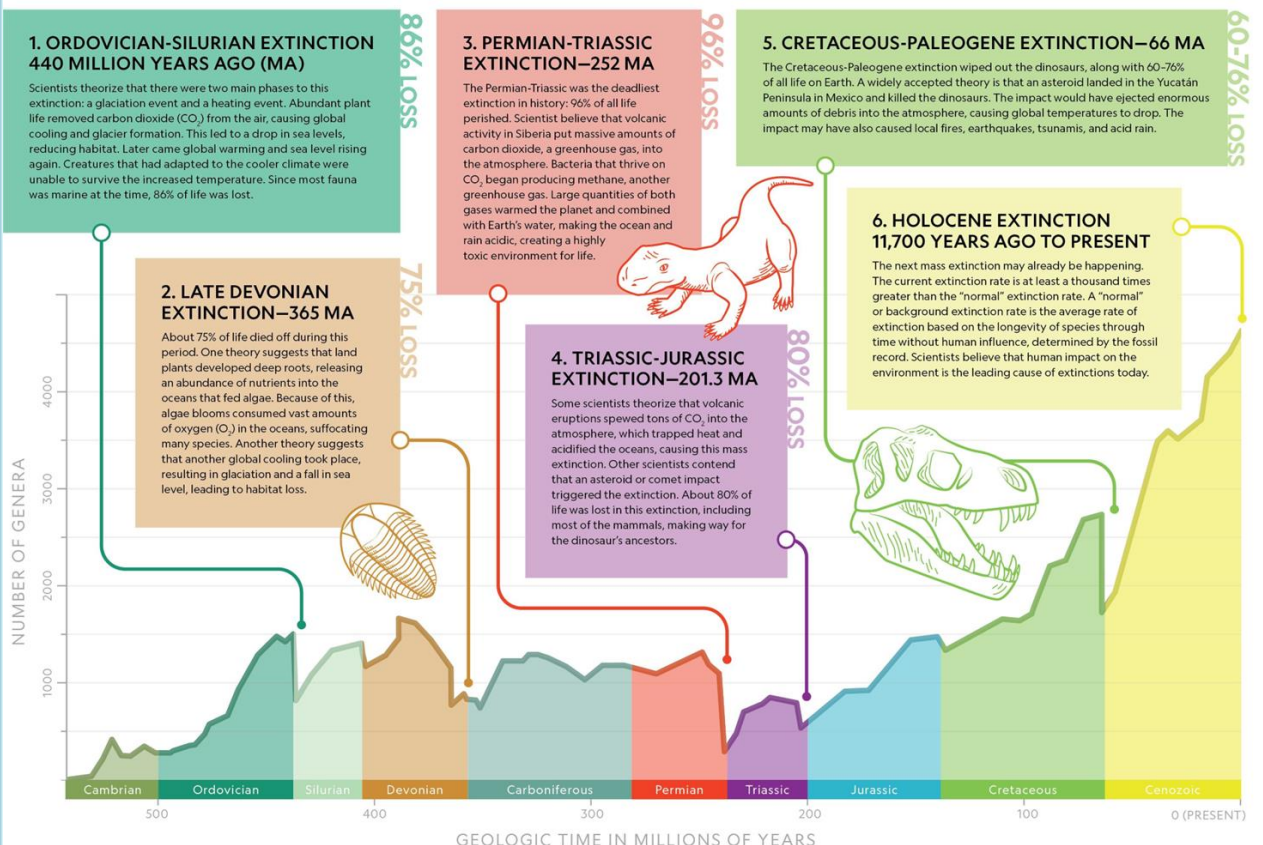 1. ORDOVICIAN-SILURIAN EXTINCTION
440 MILLION YEARS AGO (MA)
Scientists theorize that there were two main phases to this
extinction: a glaciation event and a heating event. Abundant plant
life removed carbon dioxide (CO₂) from the air, causing global
cooling and glacier formation. This led to a drop in sea levels,
reducing habitat. Later came global warming and sea level rising
again. Creatures that had adapted to the cooler climate were
unable to survive the increased temperature. Since most fauna
was marine at the time, 86% of life was lost.
86% LOSS
2. LATE DEVONIAN
EXTINCTION—365 MA
About 75% of life died off during this
period. One theory suggests that land
plants developed deep roots, releasing
an abundance of nutrients into the
oceans that fed algae. Because of this,
algae blooms consumed vast amounts
of oxygen (O₂) in the oceans, suffocating
many species. Another theory suggests
that another global cooling took place,
resulting in glaciation and a fall in sea
level, leading to habitat loss.
75% LOSS
3. PERMIAN-TRIASSIC
EXTINCTION—252 MA
The Permian-Triassic was the deadliest
extinction in history: 96% of all life
perished. Scientist believe that volcanic
activity in Siberia put massive amounts of
carbon dioxide, a greenhouse gas, into
the atmosphere. Bacteria that thrive on
CO₂ began producing methane, another
greenhouse gas. Large quantities of both
gases warmed the planet and combined
with Earth's water, making the ocean and
rain acidic, creating a highly
toxic environment for life.
96% LOSS
4. TRIASSIC-JURASSIC
EXTINCTION—201.3 MA
Some scientists theorize that volcanic
eruptions spewed tons of CO₂ into the
atmosphere, which trapped heat and
acidified the oceans, causing this mass
extinction. Other scientists contend
that an asteroid or comet impact
triggered the extinction. About 80% of
life was lost in this extinction, including
most of the mammals, making way for
the dinosaur's ancestors.
80% LOSS
5. CRETACEOUS-PALEOGENE EXTINCTION—66 MA
The Cretaceous-Paleogene extinction wiped out the dinosaurs, along with 60–76%
of all life on Earth. A widely accepted theory is that an asteroid landed in the Yucatán
Peninsula in Mexico and killed the dinosaurs. The impact would have ejected enormous
amounts of debris into the atmosphere, causing global temperatures to drop. The
impact may have also caused local fires, earthquakes, tsunamis, and acid rain.
60-76% LOSS
6. HOLOCENE EXTINCTION
11,700 YEARS AGO TO PRESENT
The next mass extinction may already be happening.
The current extinction rate is at least a thousand times
greater than the "normal" extinction rate. A "normal"
or background extinction rate is the average rate of
extinction based on the longevity of species through
time without human influence, determined by the fossil
record. Scientists believe that human impact on the
environment is the leading cause of extinctions today.
NUMBER OF GENERA
4000
3000
2000
1000
Cambrian
Ordovician
Silurian
Devonian
Carboniferous
Permian
Triassic
Jurassic
Cretaceous
Cenozoic
500
400
300
200
100
0 (PRESENT)
GEOLOGIC TIME IN MILLIONS OF YEARS